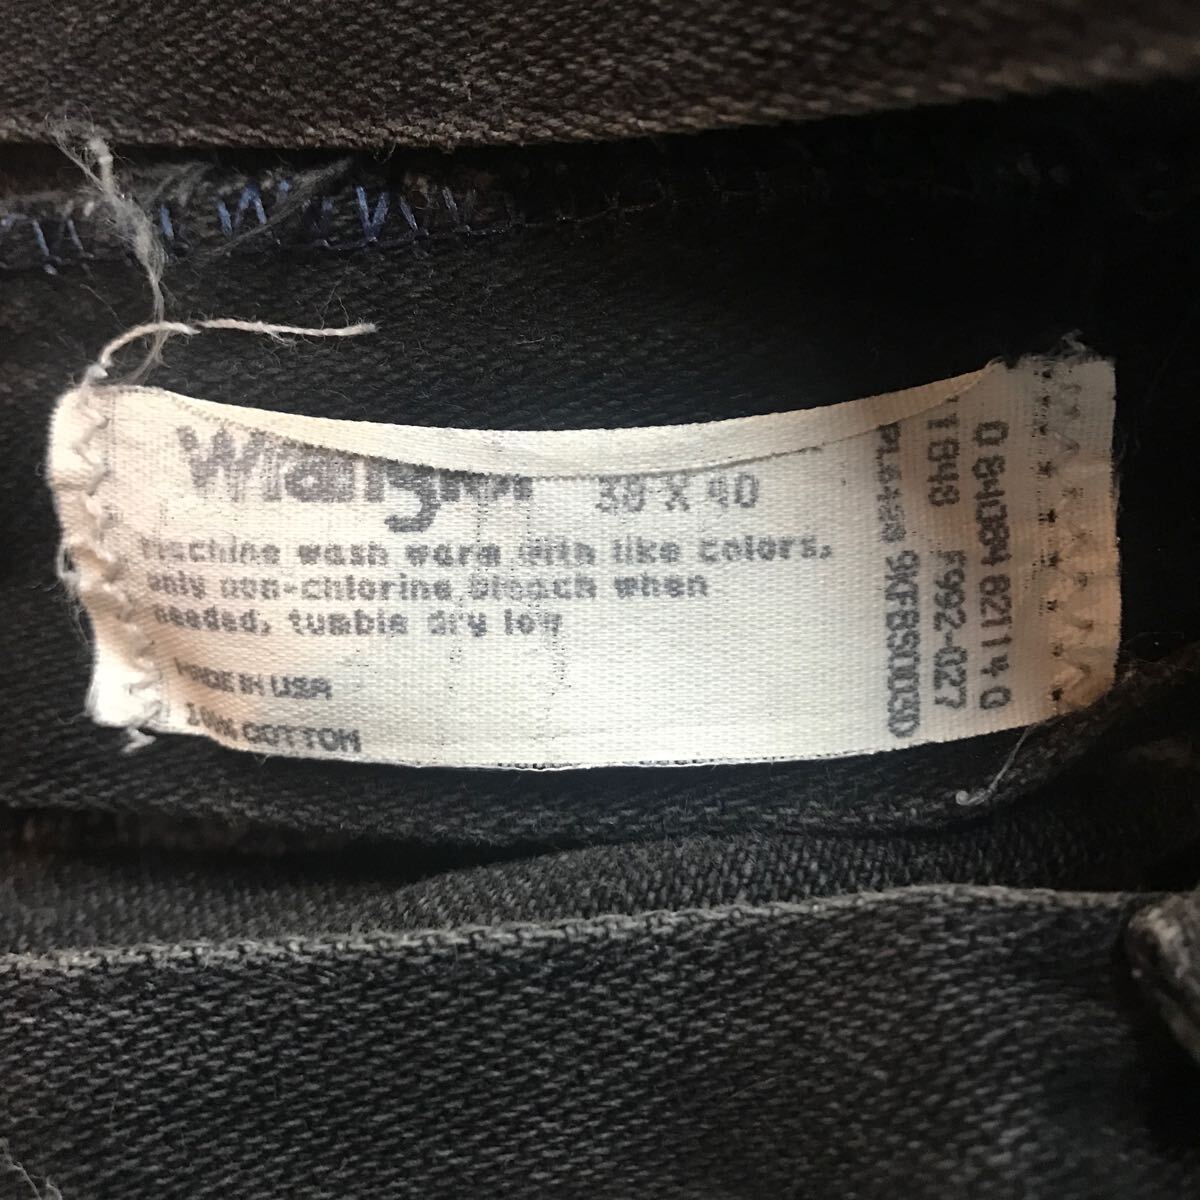 Wrangler 38 X 40
Machine wash warm with like colors,
only non-chlorine bleach when
needed, tumble dry low
MADE IN USA
100% COTTON
9KF8SD03D
11848 F992-027
0 84084 82114 0